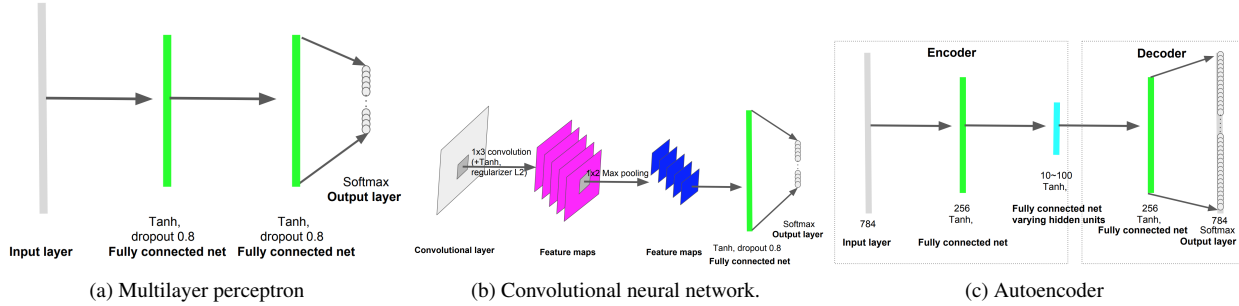 Softmax
Output layer
Tanh,
dropout 0.8
Fully connected net
Tanh,
dropout 0.8
Fully connected net
Input layer
(a) Multilayer perceptron
1x3 convolution
(+Tanh,
regularizer L2)
1x2 Max pooling
Softmax
Output layer
Convolutional layer
Feature maps
Feature maps
Tanh, dropout 0.8
Fully connected net
(b) Convolutional neural network.
Encoder
Decoder
10~100
Tanh,
Fully connected net
varying hidden units
256
Tanh,
Fully connected net
256
Tanh,
Fully connected net
784
Input layer
784
Softmax
Output layer
(c) Autoencoder